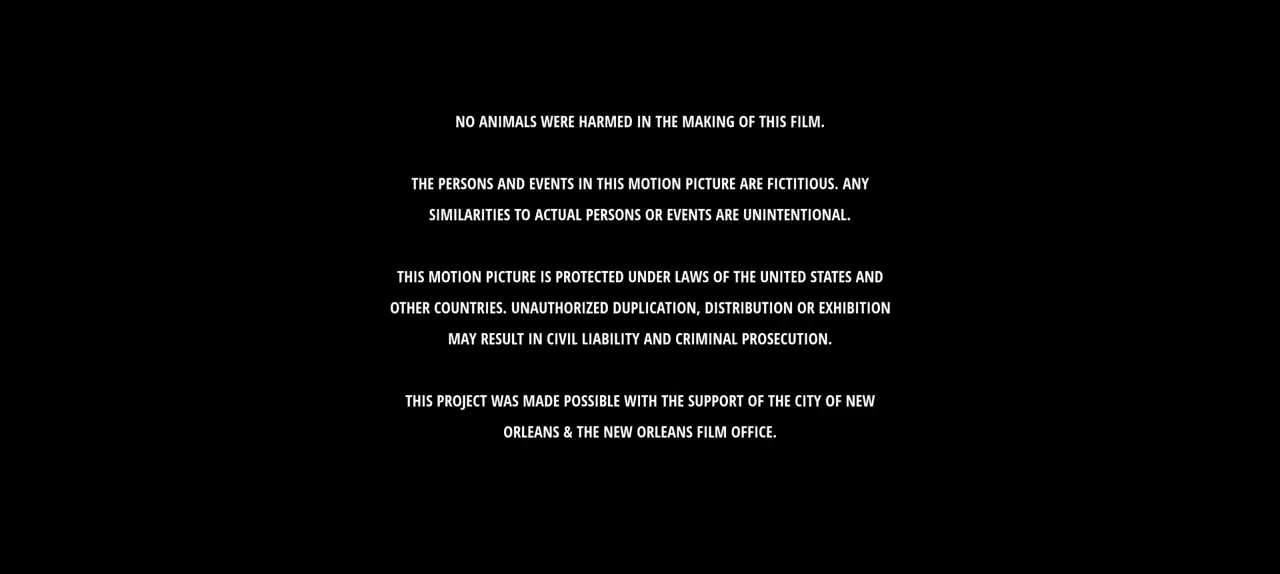 NO ANIMALS WERE HARMED IN THE MAKING OF THIS FILM.
THE PERSONS AND EVENTS IN THIS MOTION PICTURE ARE FICTITIOUS. ANY
SIMILARITIES TO ACTUAL PERSONS OR EVENTS ARE UNINTENTIONAL.
THIS MOTION PICTURE IS PROTECTED UNDER LAWS OF THE UNITED STATES AND
OTHER COUNTRIES. UNAUTHORIZED DUPLICATION, DISTRIBUTION OR EXHIBITION
MAY RESULT IN CIVIL LIABILITY AND CRIMINAL PROSECUTION.
THIS PROJECT WAS MADE POSSIBLE WITH THE SUPPORT OF THE CITY OF NEW
ORLEANS & THE NEW ORLEANS FILM OFFICE.